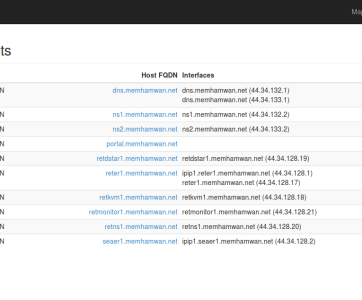 Ma
ts
Host FQDN Interfaces
N dns.memhamwan.net dns.memhamwan.net (44.34.132.1)
dns.memhamwan.net (44.34.133.1)
N ns1.memhamwan.net ns1.memhamwan.net (44.34.132.2)
N ns2.memhamwan.net ns2.memhamwan.net (44.34.133.2)
N portal.memhamwan.net
N retdstar1.memhamwan.net retdstar1.memhamwan.net (44.34.128.19)
N reter1.memhamwan.net ipip1.reter1.memhamwan.net (44.34.128.1)
reter1.memhamwan.net (44.34.128.17)
N retkvm1.memhamwan.net retkvm1.memhamwan.net (44.34.128.18)
N retmonitor1.memhamwan.net retmonitor1.memhamwan.net (44.34.128.21)
N retns1.memhamwan.net retns1.memhamwan.net (44.34.128.20)
N seaer1.memhamwan.net ipip1.seaer1.memhamwan.net (44.34.128.2)